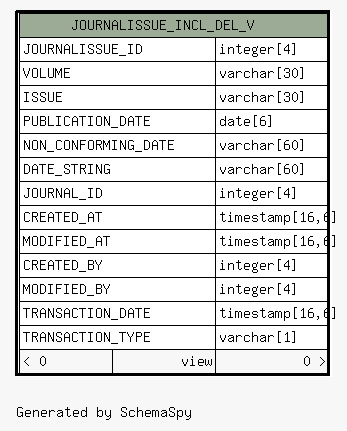 JOURNALISSUE_INCL_DEL_V
JOURNALISSUE_ID integer[4]
VOLUME varchar[30]
ISSUE varchar[30]
PUBLICATION_DATE date[6]
NON_CONFORMING_DATE varchar[60]
DATE_STRING varchar[60]
JOURNAL_ID integer[4]
CREATED_AT timestamp[16,6]
MODIFIED_AT timestamp[16,6]
CREATED_BY integer[4]
MODIFIED_BY integer[4]
TRANSACTION_DATE timestamp[16,6]
TRANSACTION_TYPE varchar[1]
< 0 view 0 >
Generated by SchemaSpy